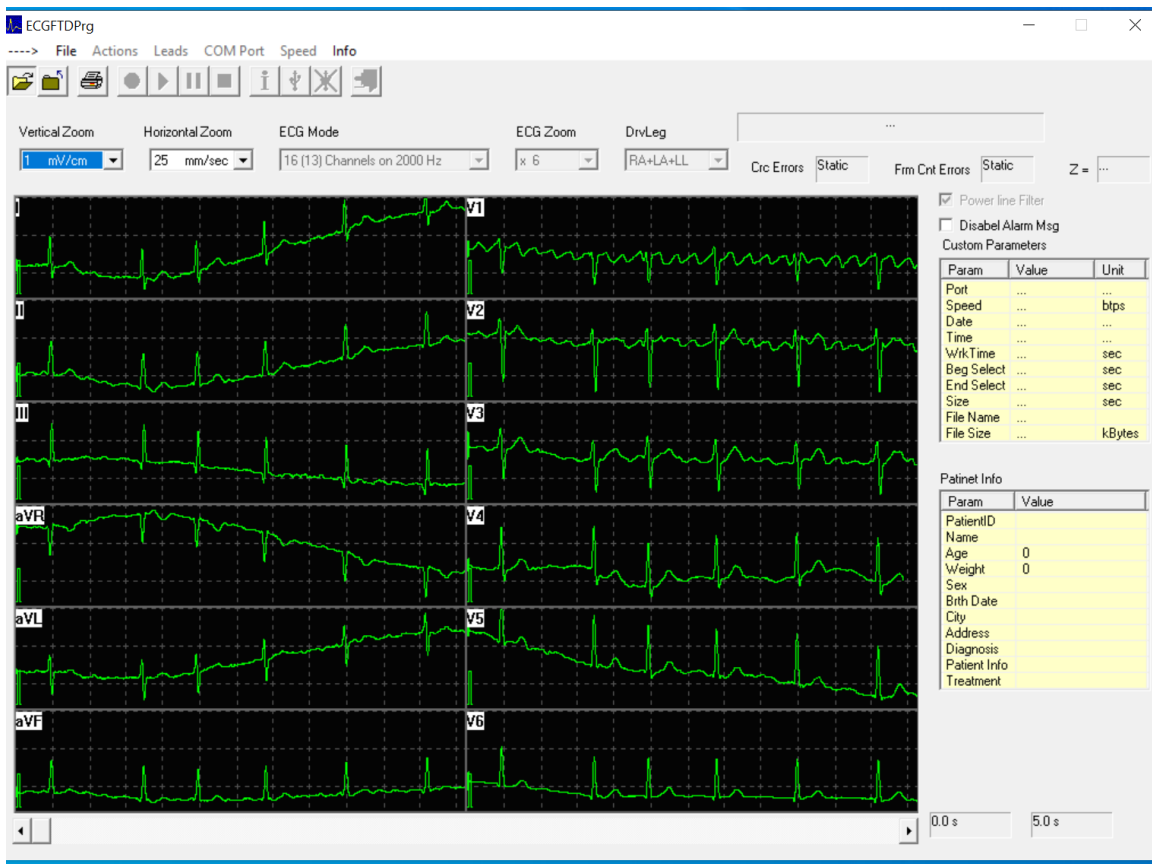 ECGFTDPrg
----> File Actions Leads COM Port Speed Info
Vertical Zoom Horizontal Zoom ECG Mode ECG Zoom DrvLeg ...
1 mV/cm 25 mm/sec 16 (13) Channels on 2000 Hz x 6 RA+LA+LL Crc Errors Static Frm Cnt Errors Static Z = ...
Power line Filter
Disabel Alarm Msg
Custom Parameters
Param Value Unit
Port ... ...
Speed ... btps
Date ... ...
Time ... ...
WrkTime ... sec
Beg Select ... sec
End Select ... sec
Size ... sec
File Name ...
File Size ... kBytes
Patinet Info
Param Value
PatientID
Name
Age 0
Weight 0
Sex
Brth Date
City
Address
Diagnosis
Patient Info
Treatment
I V1
II V2
III V3
aVR V4
aVL V5
aVF V6
0.0 s 5.0 s